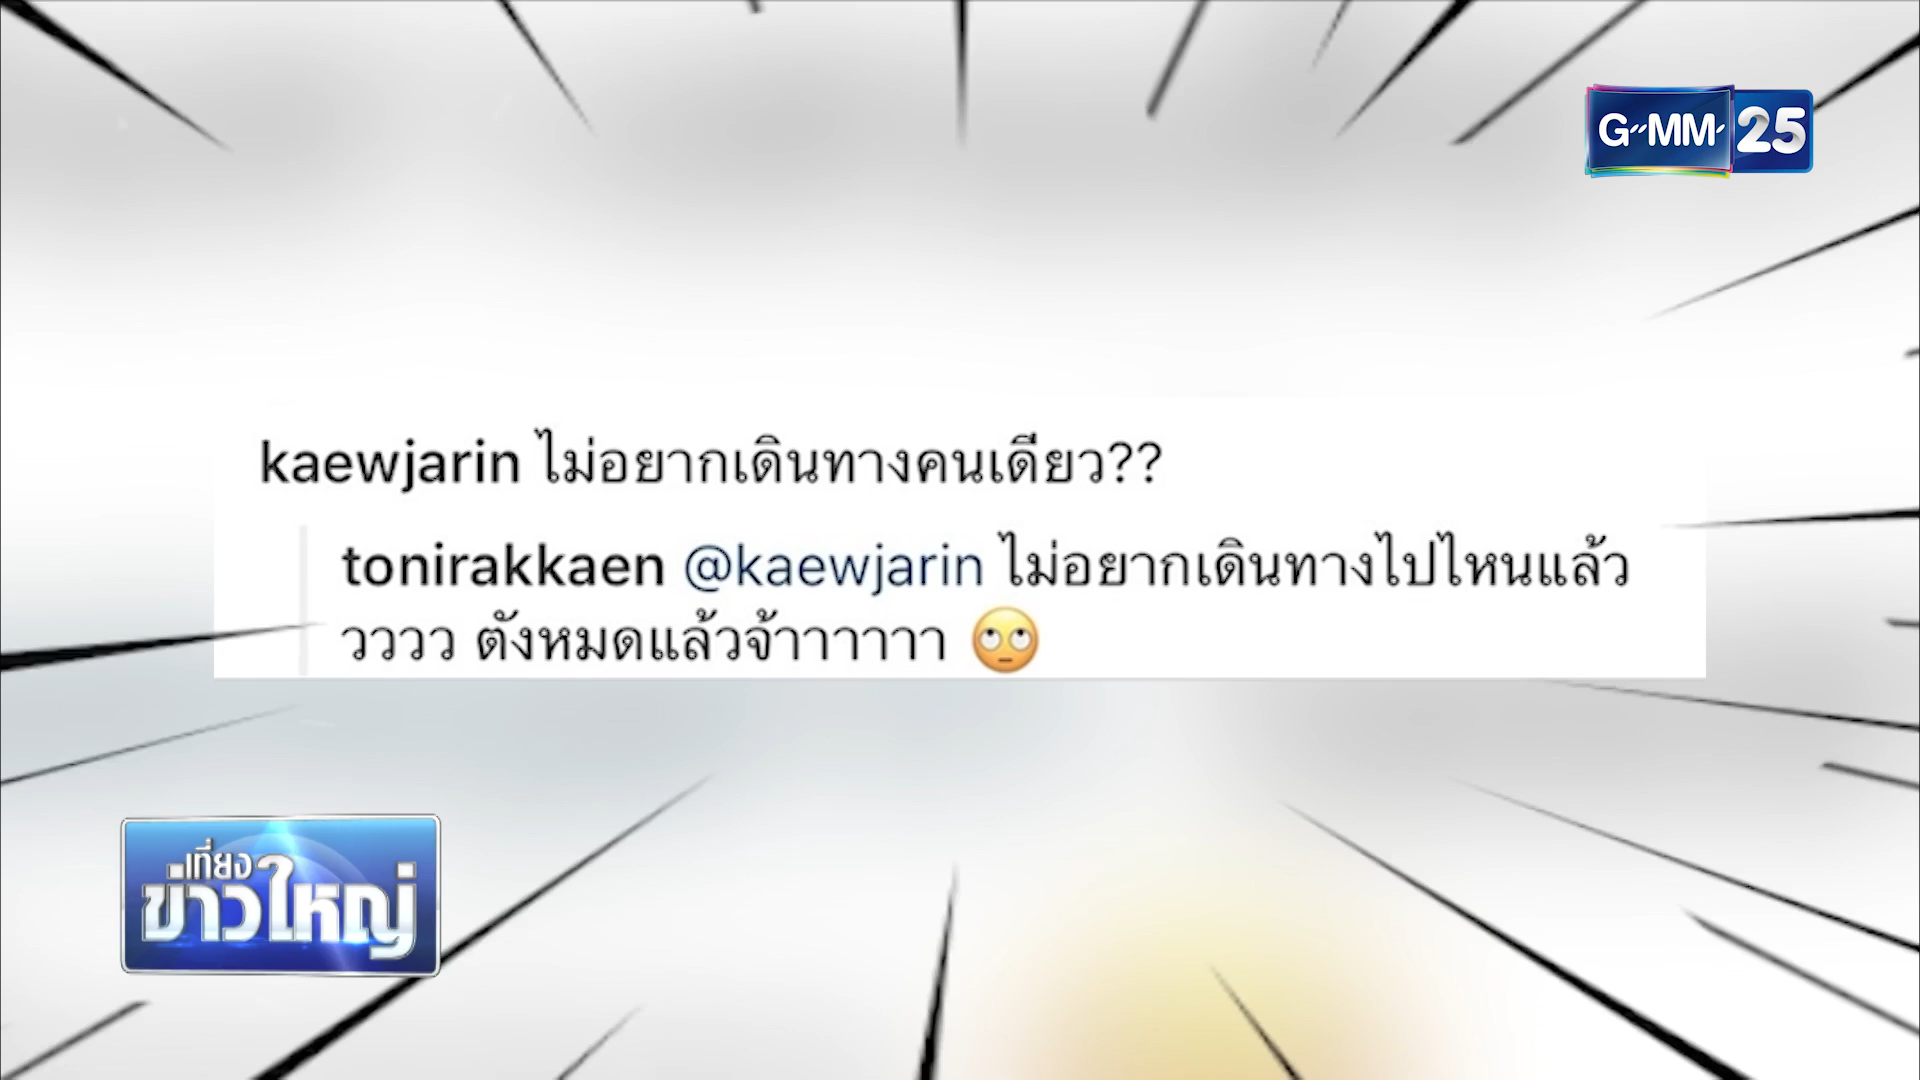 G-MM 25
kaewjarin ไม่อยากเดินทางคนเดียว??
tonirakkaen @kaewjarin ไม่อยากเดินทางไปไหนแล้ว
วววว ตังหมดแล้วจ้าาาาาาา 🙄
เที่ยง
ข่าวใหญ่